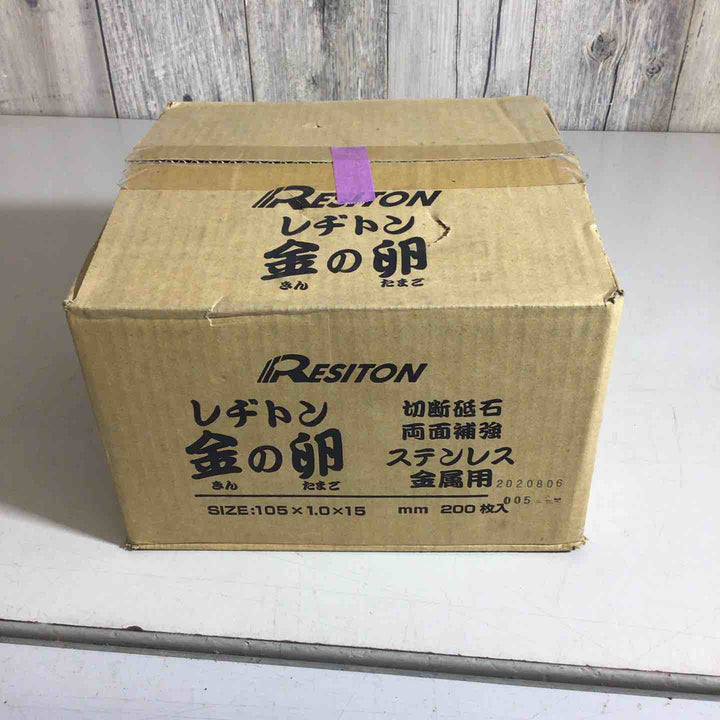 RESITON
レヂトン
金の卵
きん たまご
RESITON
レヂトン
金の卵
きん たまご
切断砥石
両面補強
ステンレス
金属用
2020806
005
SIZE:105×1.0×15 mm 200枚入